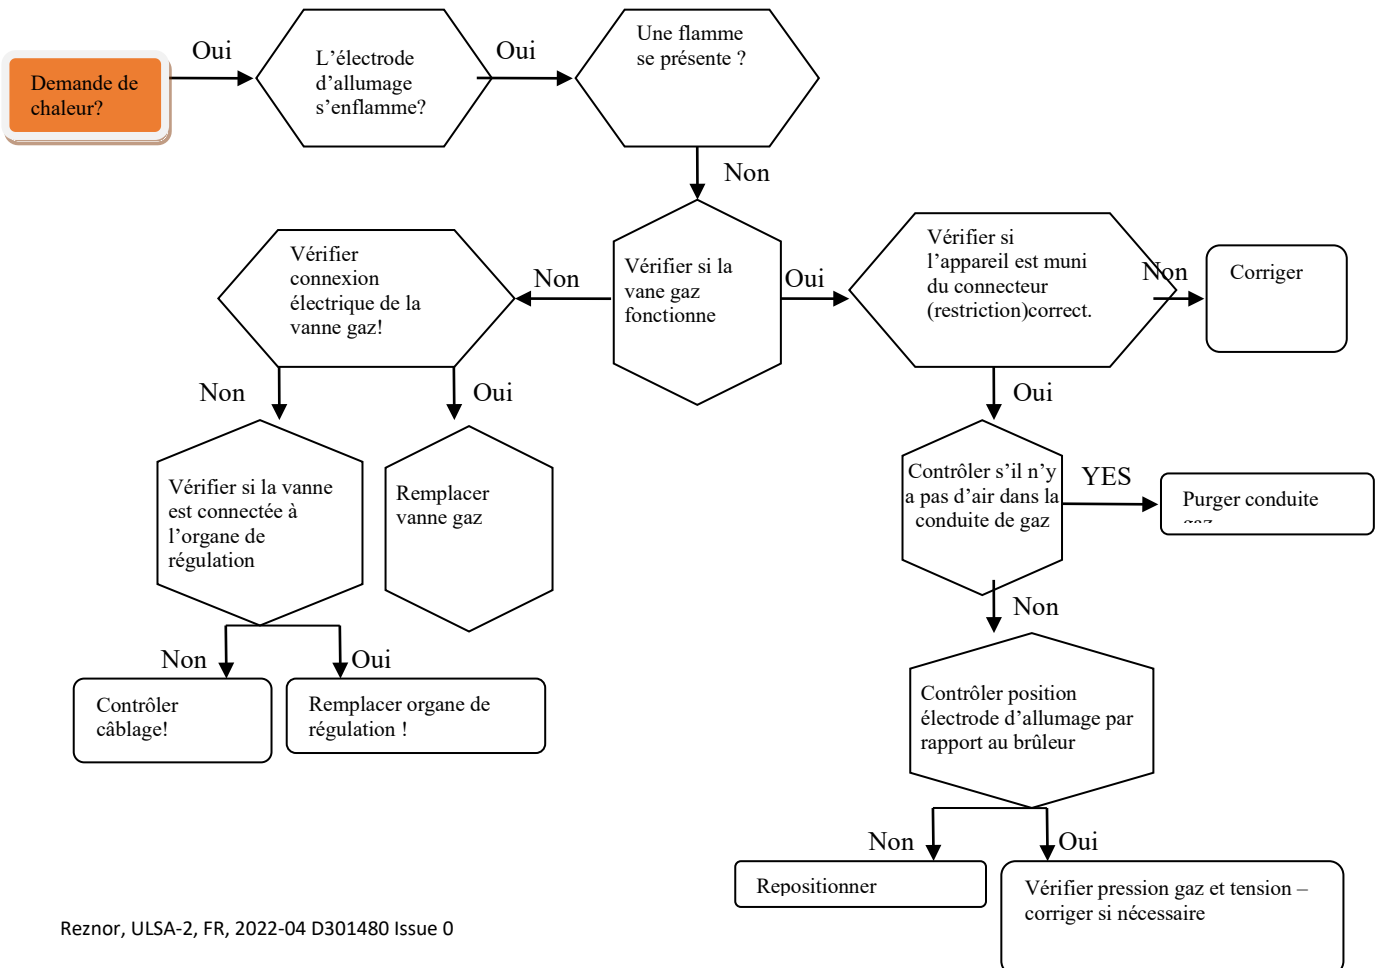 Oui
Oui
Demande de
chaleur?
L’électrode
d’allumage
s’enflamme?
Une flamme
se présente ?
Non
Vérifier
connexion
électrique de la
vanne gaz!
Non
Vérifier si la
vane gaz
fonctionne
Oui
Vérifier si
l’appareil est muni
du connecteur
(restriction)correct.
Non
Corriger
Non
Oui
Oui
Vérifier si la vanne
est connectée à
l’organe de
régulation
Remplacer
vanne gaz
Contrôler s’il n’y
a pas d’air dans la
conduite de gaz
YES
Purger conduite
gaz
Non
Non
Oui
Contrôler
câblage!
Remplacer organe de
régulation !
Contrôler position
électrode d’allumage par
rapport au brûleur
Non
Oui
Repositionner
Vérifier pression gaz et tension –
corriger si nécessaire
Reznor, ULSA-2, FR, 2022-04 D301480 Issue 0